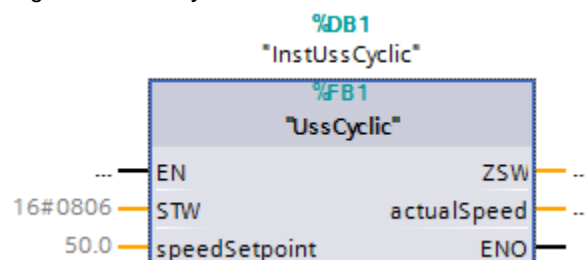 %DB1
"InstUssCyclic"
%FB1
"UssCyclic"
... EN ZSW ..
16#0806 STW actualSpeed ..
50.0 speedSetpoint ENO